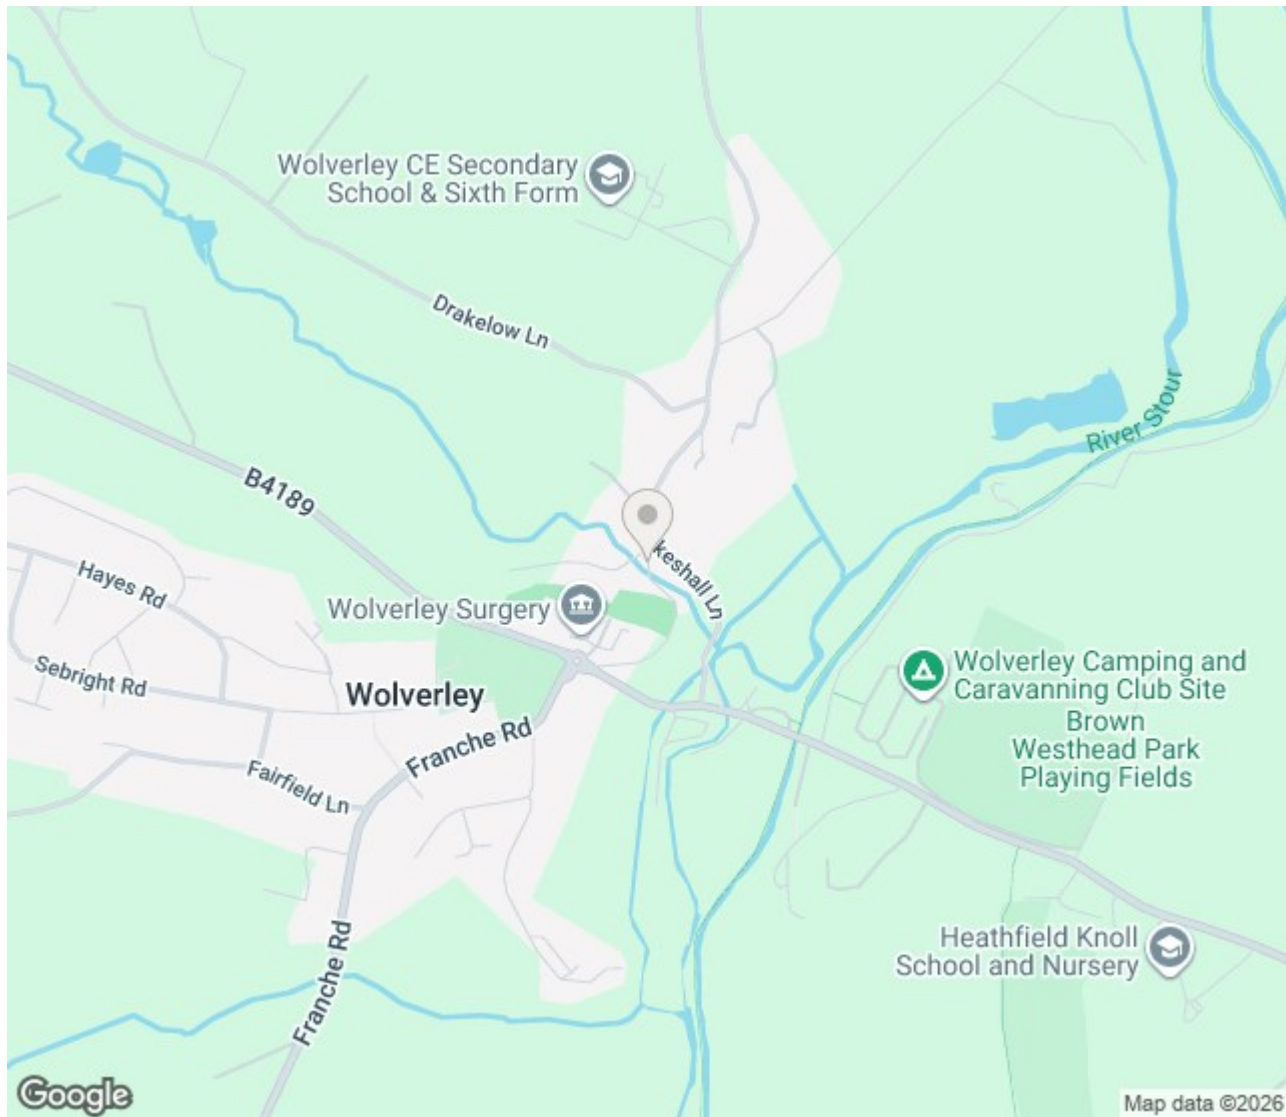 Wolverley CE Secondary
School & Sixth Form
Drakelow Ln
River Stour
B4189
keshall Ln
Hayes Rd
Wolverley Surgery
Sebright Rd
Wolverley
Wolverley Camping and
Caravanning Club Site
Brown
Westhead Park
Playing Fields
Franche Rd
Fairfield Ln
Franche Rd
Heathfield Knoll
School and Nursery
Google
Map data ©2026